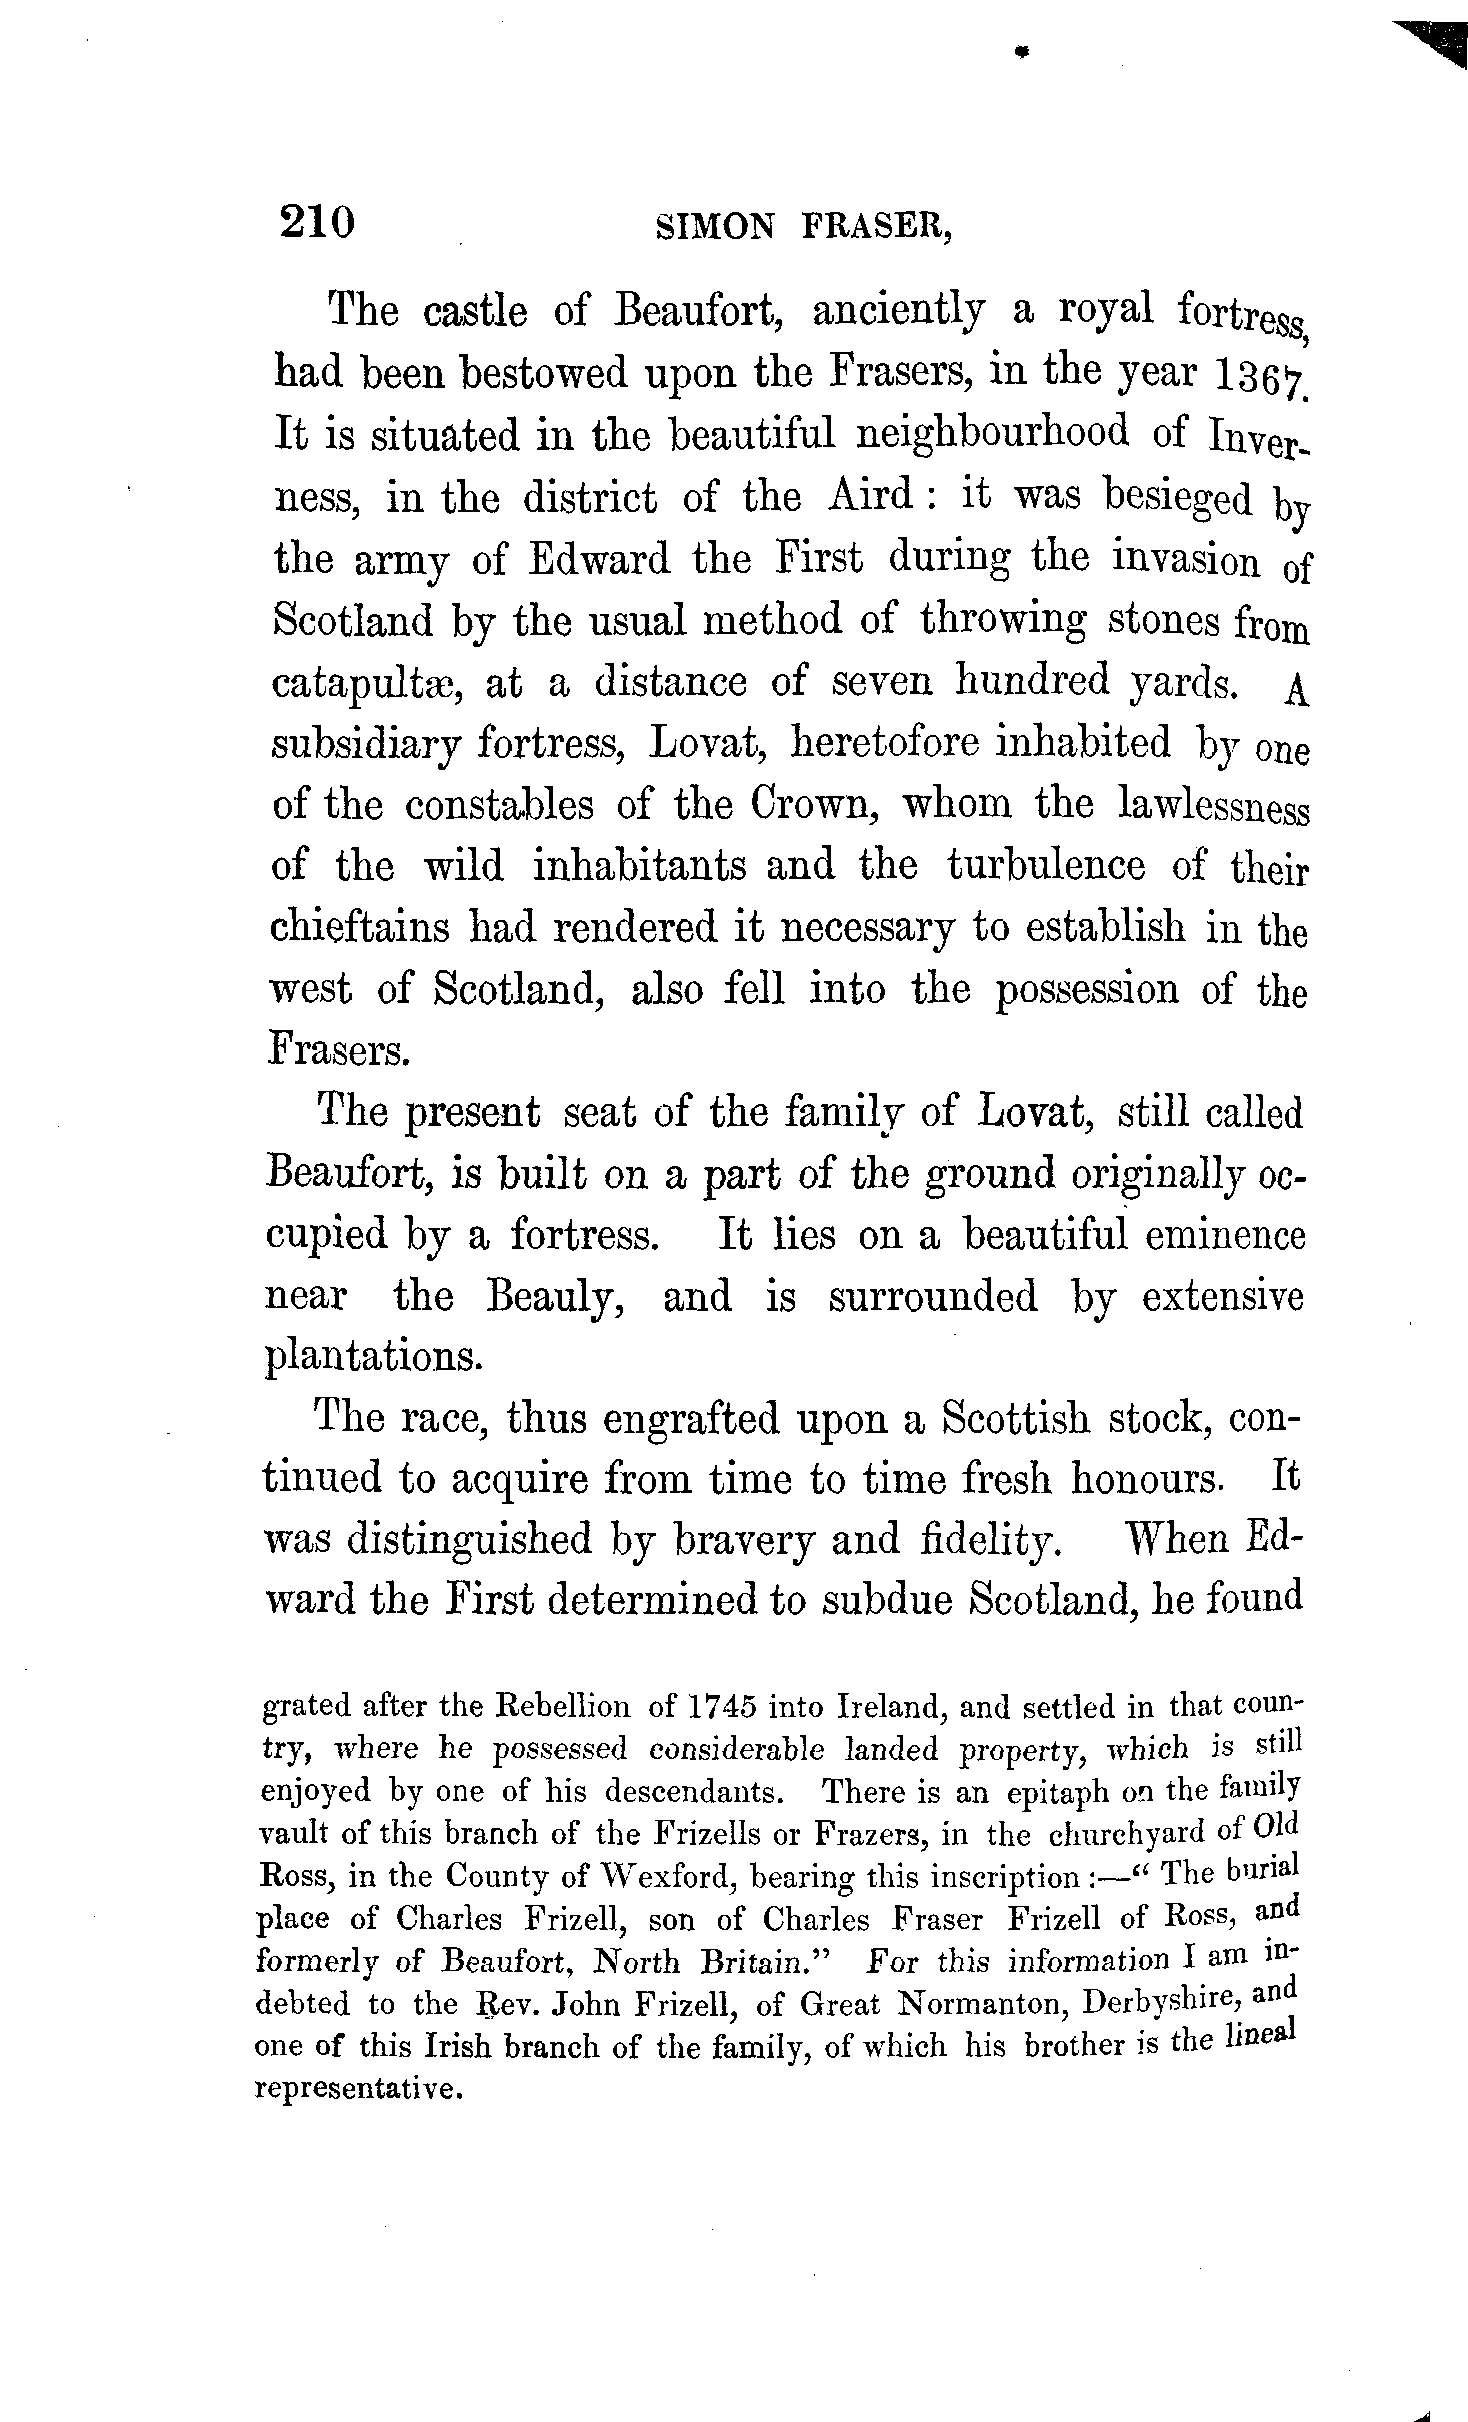 210 SIMON FRASER,
The castle of Beaufort, anciently a royal fortress,
had been bestowed upon the Frasers, in the year 1367.
It is situated in the beautiful neighbourhood of Inver-
ness, in the district of the Aird : it was besieged by
the army of Edward the First during the invasion of
Scotland by the usual method of throwing stones from
catapultæ, at a distance of seven hundred yards. A
subsidiary fortress, Lovat, heretofore inhabited by one
of the constables of the Crown, whom the lawlessness
of the wild inhabitants and the turbulence of their
chieftains had rendered it necessary to establish in the
west of Scotland, also fell into the possession of the
Frasers.
The present seat of the family of Lovat, still called
Beaufort, is built on a part of the ground originally oc-
cupied by a fortress. It lies on a beautiful eminence
near the Beauly, and is surrounded by extensive
plantations.
The race, thus engrafted upon a Scottish stock, con-
tinued to acquire from time to time fresh honours. It
was distinguished by bravery and fidelity. When Ed-
ward the First determined to subdue Scotland, he found
grated after the Rebellion of 1745 into Ireland, and settled in that coun-
try, where he possessed considerable landed property, which is still
enjoyed by one of his descendants. There is an epitaph on the family
vault of this branch of the Frizells or Frazers, in the churchyard of Old
Ross, in the County of Wexford, bearing this inscription :—" The burial
place of Charles Frizell, son of Charles Fraser Frizell of Ross, and
formerly of Beaufort, North Britain." For this information I am in-
debted to the Rev. John Frizell, of Great Normanton, Derbyshire, and
one of this Irish branch of the family, of which his brother is the lineal
representative.